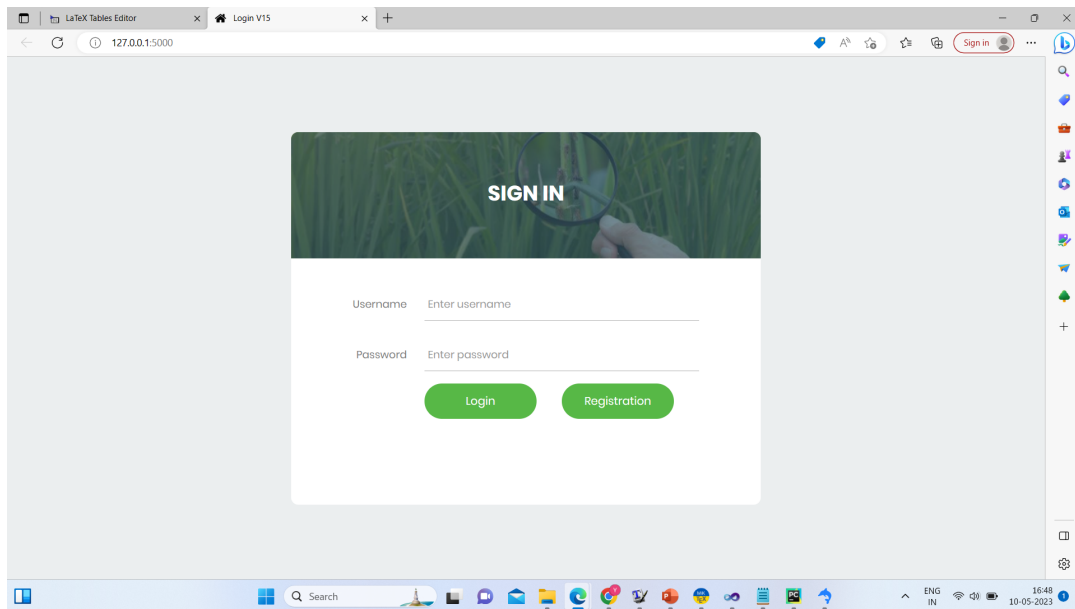 LaTeX Tables Editor
Login V15
127.0.0.1:5000
Sign in
SIGN IN
Username Enter username
Password Enter password
Login Registration
Search
ENG
IN
16:48
10-05-2023
1